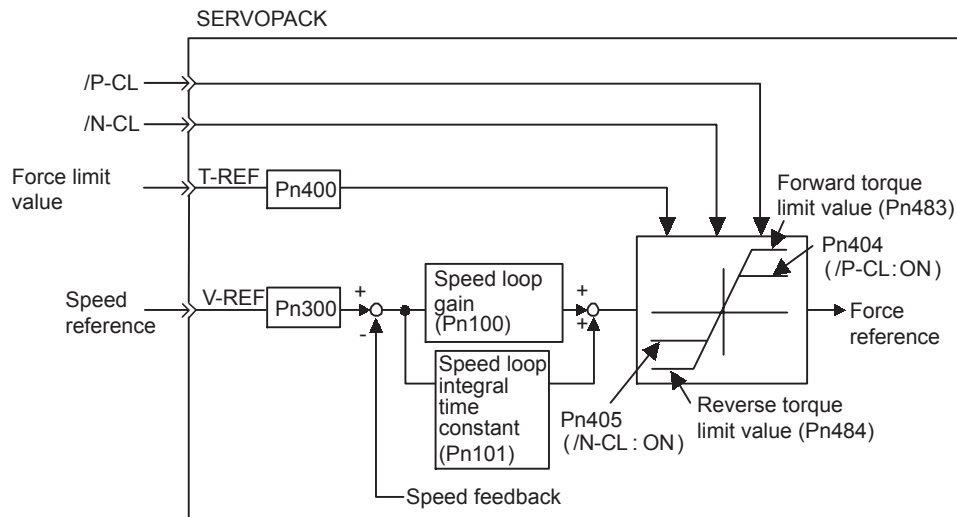 SERVOPACK
/P-CL
/N-CL
Force limit
value
T-REF
Pn400
Forward torque
limit value (Pn483)
Pn404
(/P-CL:ON)
Speed
reference
V-REF
Pn300
+
-
Speed loop
gain
(Pn100)
+
+
Force
reference
Speed loop
integral
time
constant
(Pn101)
Pn405
(/N-CL:ON)
Reverse torque
limit value (Pn484)
Speed feedback